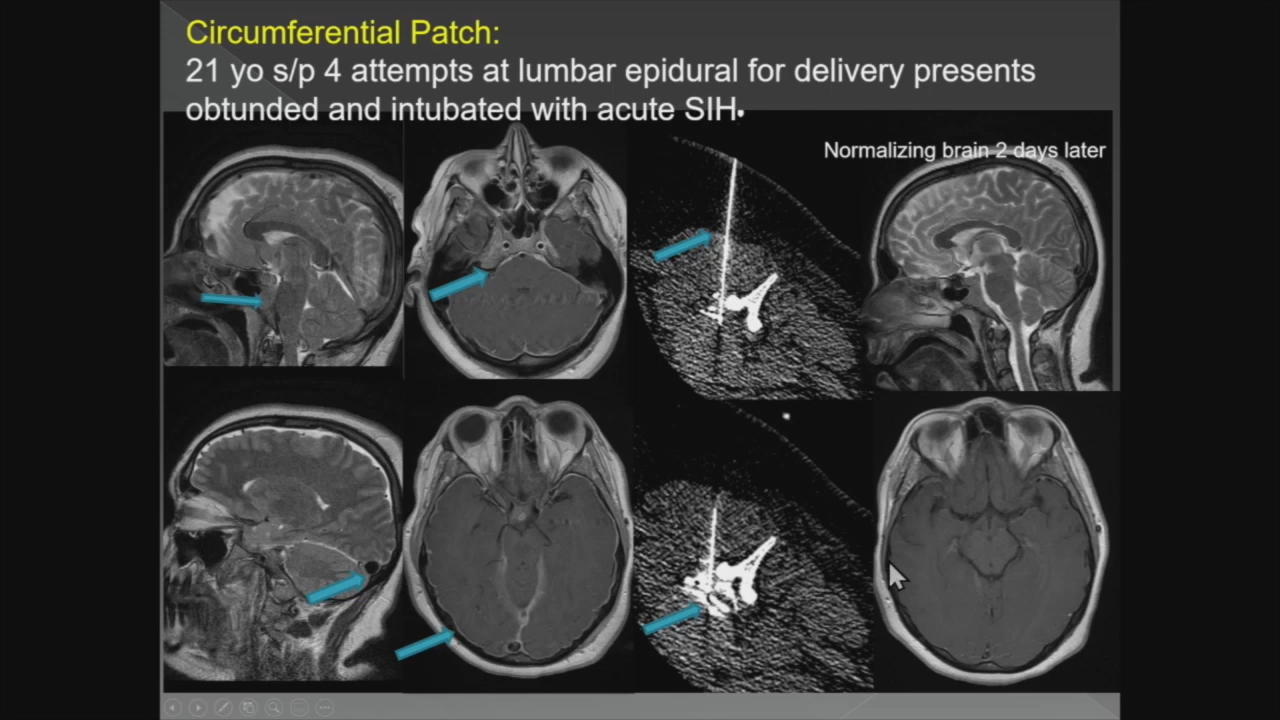 Circumferential Patch:
21 yo s/p 4 attempts at lumbar epidural for delivery presents
obtunded and intubated with acute SIH.
Normalizing brain 2 days later